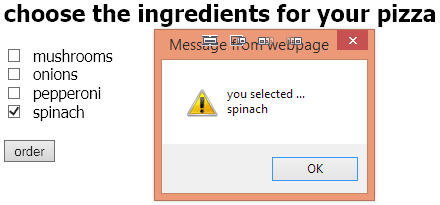 choose the ingredients for your pizza
mushrooms
onions
pepperoni
spinach
order
Message from webpage
you selected ...
spinach
OK